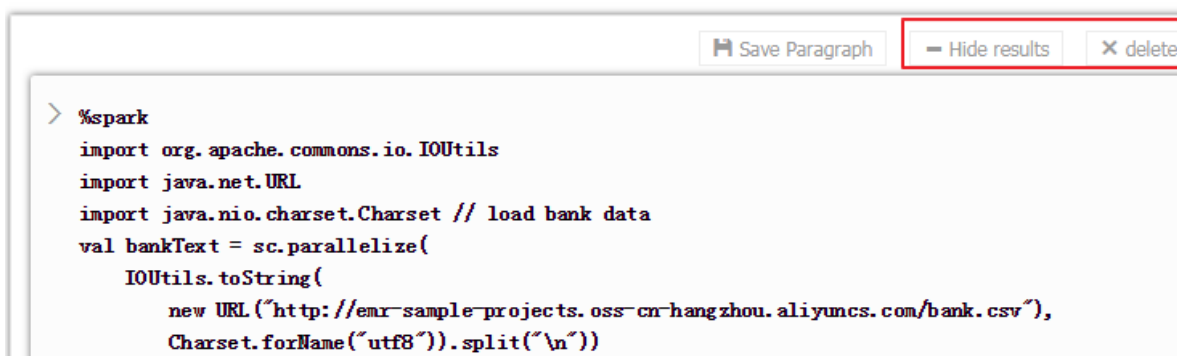 Save Paragraph Hide results delete
%spark
import org.apache.commons.io.IOUtils
import java.net.URL
import java.nio.charset.Charset // load bank data
val bankText = sc.parallelize(
IOUtils.toString(
new URL("http://emr-sample-projects.oss-cn-hangzhou.aliyuncs.com/bank.csv"),
Charset.forName("utf8")).split("\n"))